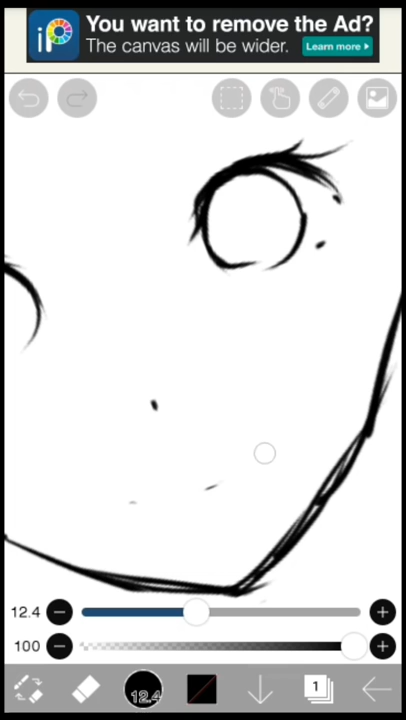 iP
You want to remove the Ad?
The canvas will be wider.
Learn more ▸
12.4
100
12.4
1